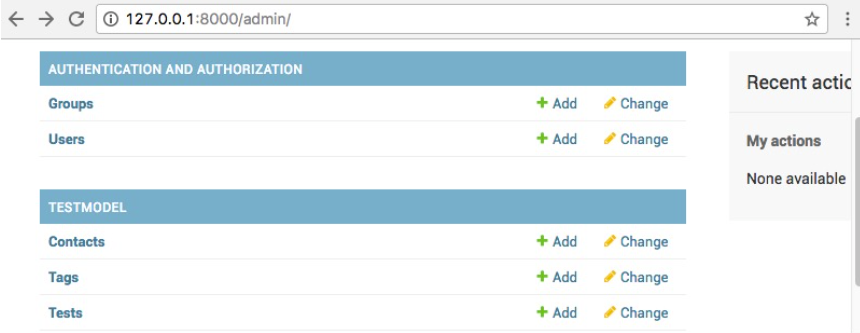 127.0.0.1:8000/admin/
AUTHENTICATION AND AUTHORIZATION
Groups Add Change
Users Add Change
TESTMODEL
Contacts Add Change
Tags Add Change
Tests Add Change
Recent actio
My actions
None available